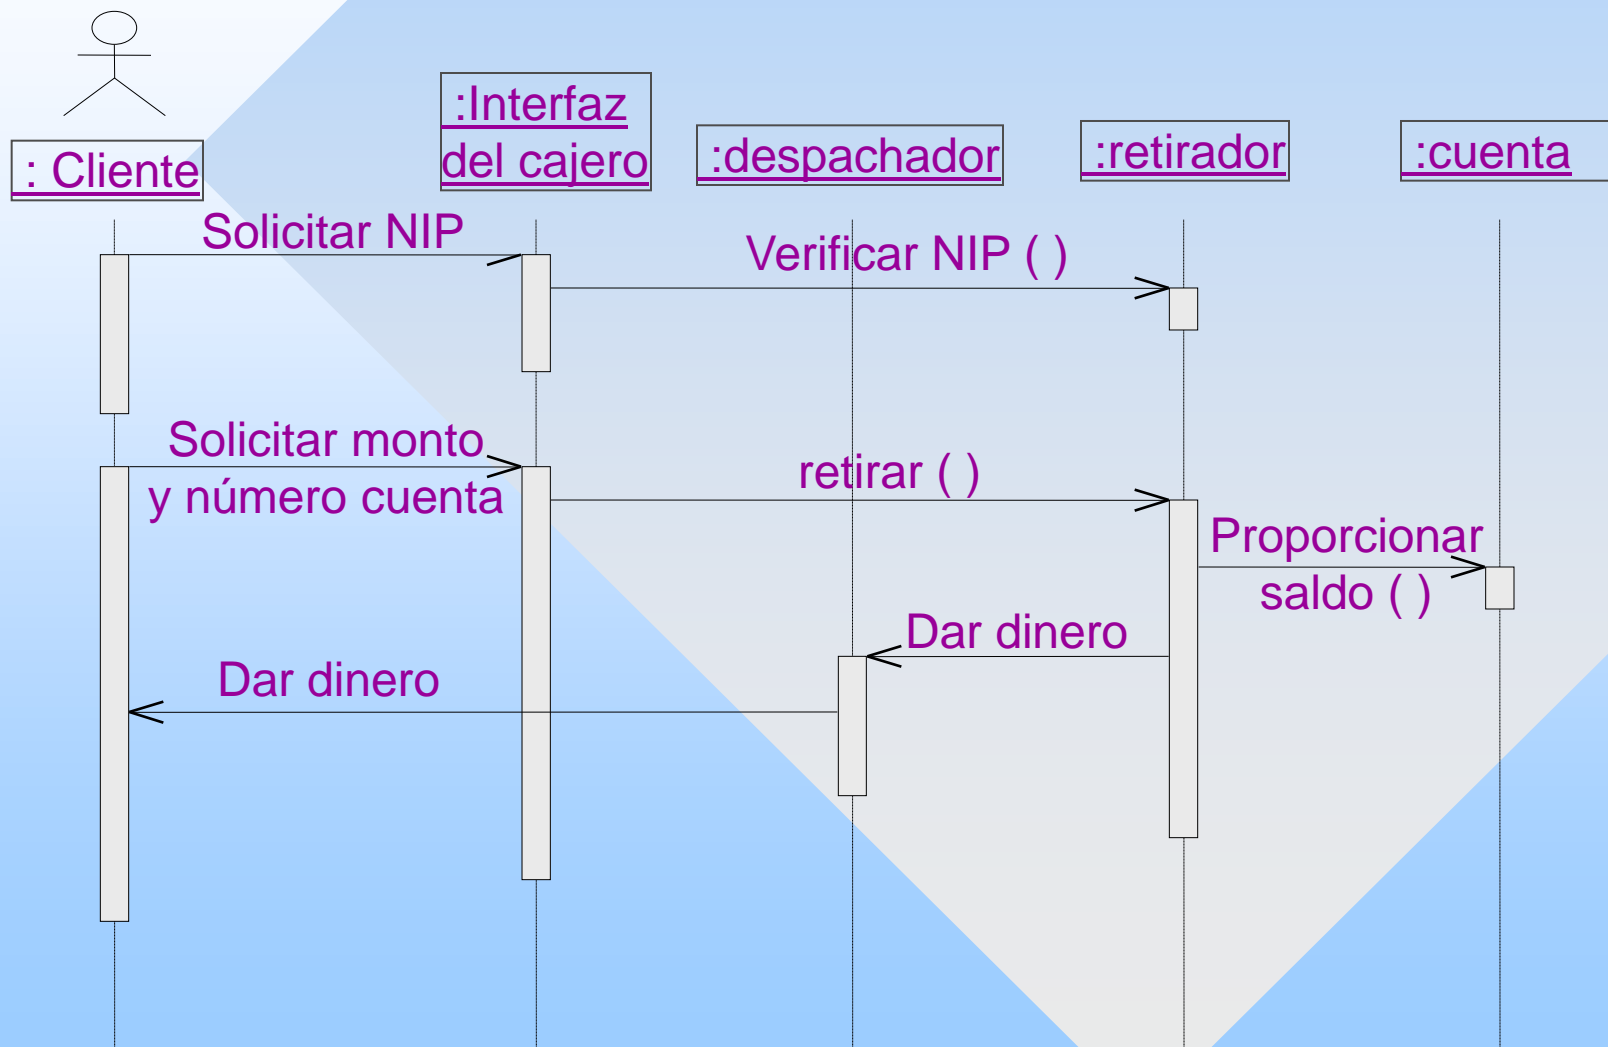 : Cliente
:Interfaz
del cajero
:despachador
:retirador
:cuenta
Solicitar NIP
Verificar NIP ( )
Solicitar monto
y número cuenta
retirar ( )
Proporcionar
saldo ( )
Dar dinero
Dar dinero